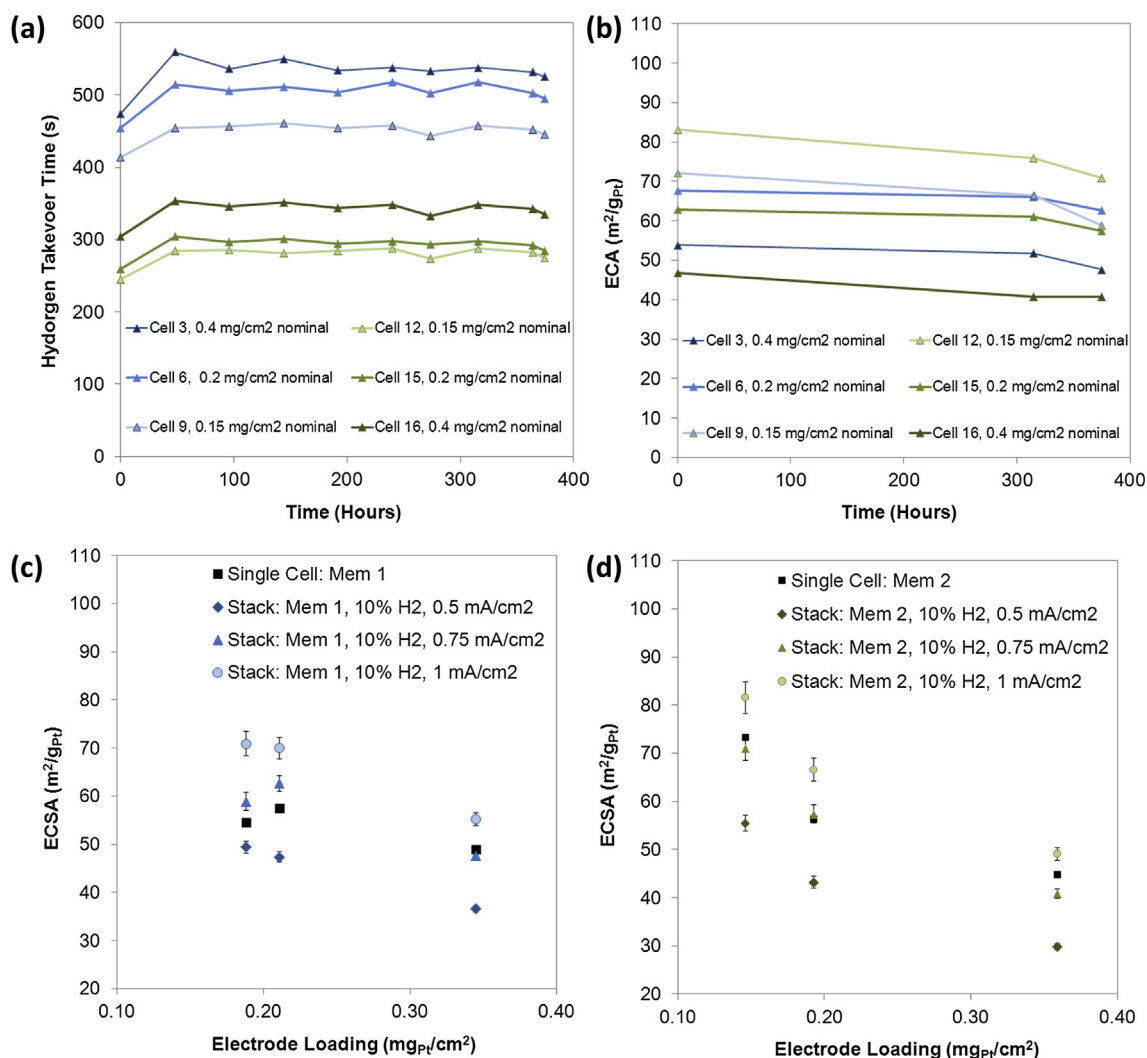 (a)
600
500
400
300
200
100
0
Hydorgen Takevoer Time (s)
Cell 3, 0.4 mg/cm2 nominal
Cell 12, 0.15 mg/cm2 nominal
Cell 6, 0.2 mg/cm2 nominal
Cell 15, 0.2 mg/cm2 nominal
Cell 9, 0.15 mg/cm2 nominal
Cell 16, 0.4 mg/cm2 nominal
0 100 200 300 400
Time (Hours)
(b)
110
100
90
80
70
60
50
40
30
20
10
0
ECA (m²/gPt)
Cell 3, 0.4 mg/cm2 nominal
Cell 12, 0.15 mg/cm2 nominal
Cell 6, 0.2 mg/cm2 nominal
Cell 15, 0.2 mg/cm2 nominal
Cell 9, 0.15 mg/cm2 nominal
Cell 16, 0.4 mg/cm2 nominal
0 100 200 300 400
Time (Hours)
(c)
110
100
90
80
70
60
50
40
30
20
ECSA (m²/gPt)
Single Cell: Mem 1
Stack: Mem 1, 10% H2, 0.5 mA/cm2
Stack: Mem 1, 10% H2, 0.75 mA/cm2
Stack: Mem 1, 10% H2, 1 mA/cm2
0.10 0.20 0.30 0.40
Electrode Loading (mgPt/cm²)
(d)
110
100
90
80
70
60
50
40
30
20
ECSA (m²/gPt)
Single Cell: Mem 2
Stack: Mem 2, 10% H2, 0.5 mA/cm2
Stack: Mem 2, 10% H2, 0.75 mA/cm2
Stack: Mem 2, 10% H2, 1 mA/cm2
0.10 0.20 0.30 0.40
Electrode Loading (mgPt/cm²)